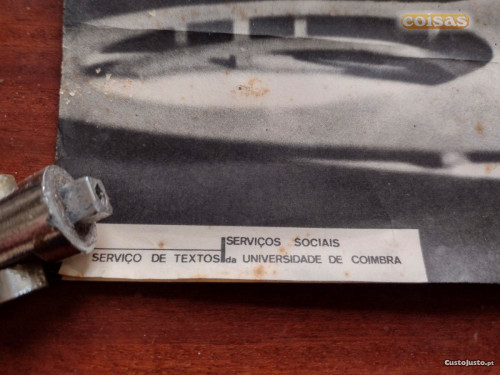 coisas
SERVIÇOS SOCIAIS
SERVIÇO DE TEXTOS da UNIVERSIDADE DE COIMBRA
CustoJusto.pt